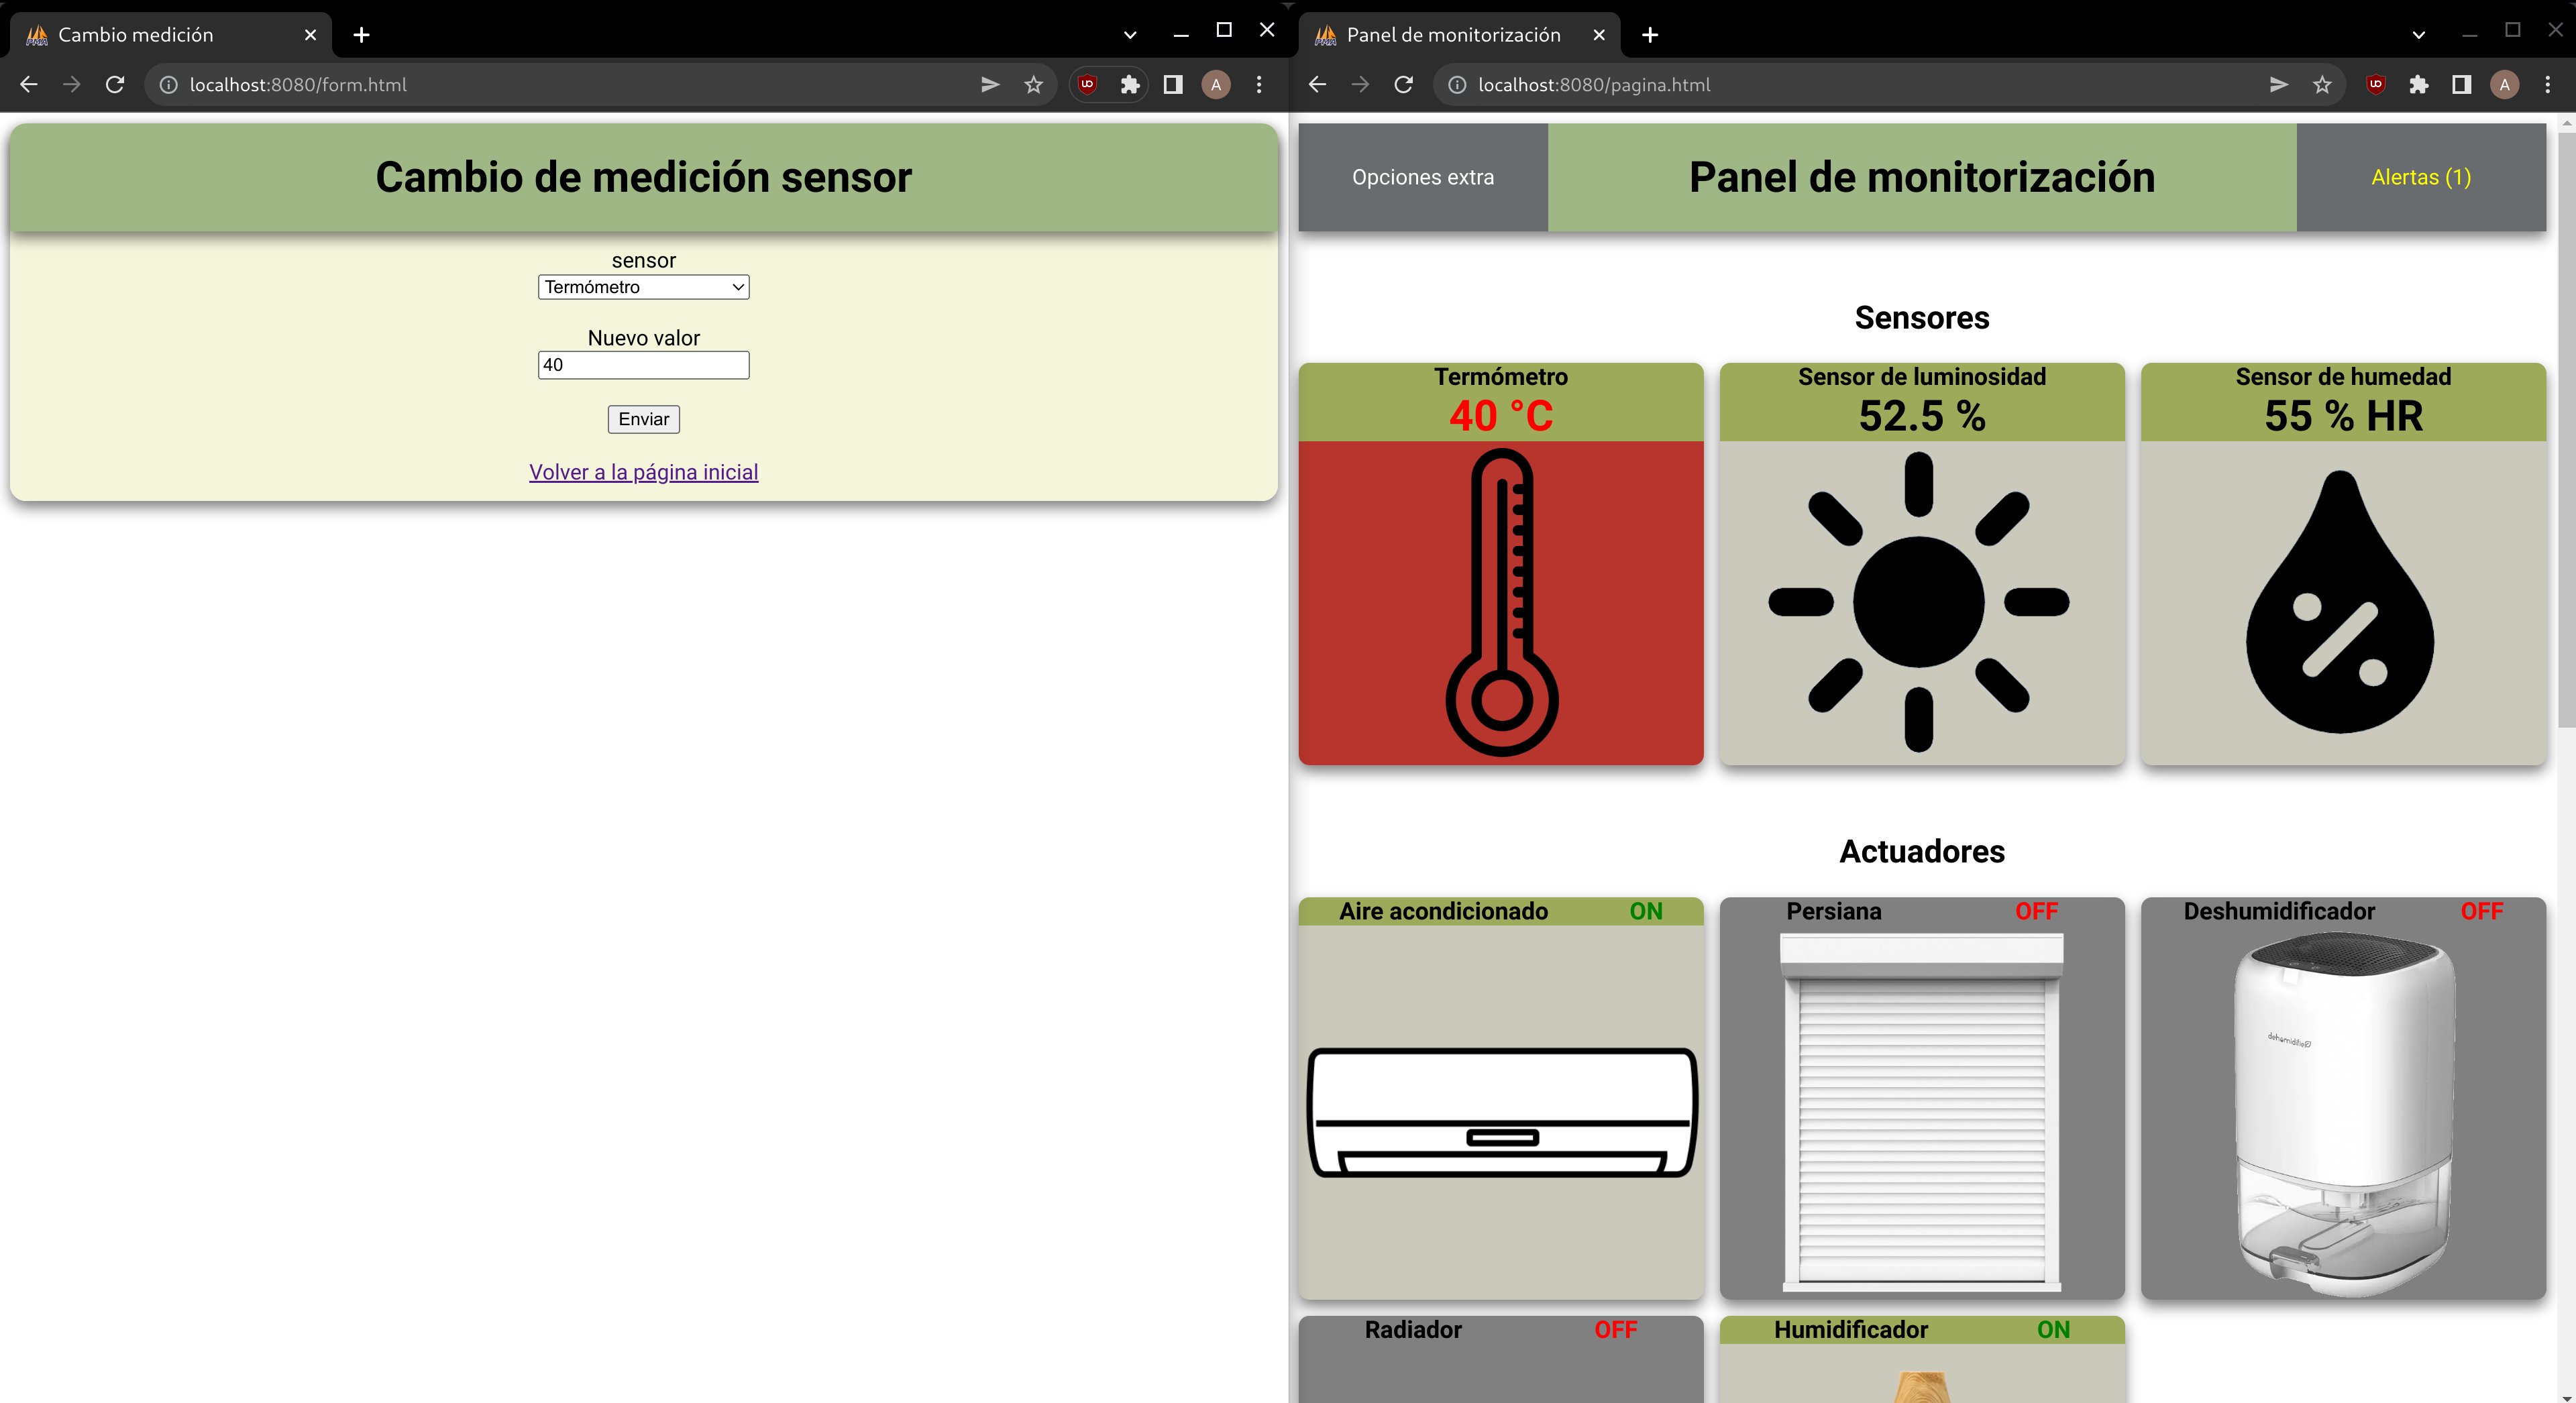 Cambio medición
localhost:8080/form.html
A
Cambio de medición sensor
sensor
Termómetro
Nuevo valor
40
Enviar
Volver a la página inicial
Panel de monitorización
localhost:8080/pagina.html
A
Opciones extra
Panel de monitorización
Alertas (1)
Sensores
Termómetro
40 °C
Sensor de luminosidad
52.5 %
Sensor de humedad
55 % HR
%
Actuadores
Aire acondicionado ON
Persiana OFF
Deshumidificador OFF
Radiador OFF
Humidificador ON